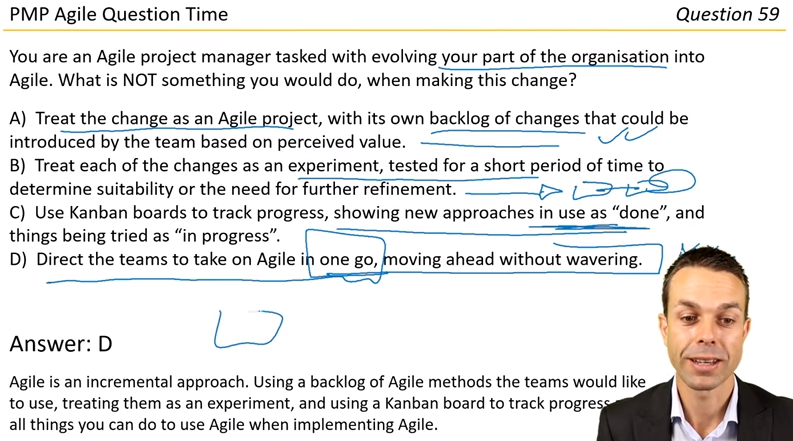 PMP Agile Question Time
Question 59
You are an Agile project manager tasked with evolving your part of the organisation into
Agile. What is NOT something you would do, when making this change?
A) Treat the change as an Agile project, with its own backlog of changes that could be
introduced by the team based on perceived value.
B) Treat each of the changes as an experiment, tested for a short period of time to
determine suitability or the need for further refinement.
C) Use Kanban boards to track progress, showing new approaches in use as “done”, and
things being tried as “in progress”.
D) Direct the teams to take on Agile in one go, moving ahead without wavering.
Answer: D
Agile is an incremental approach. Using a backlog of Agile methods the teams would like
to use, treating them as an experiment, and using a Kanban board to track progress
all things you can do to use Agile when implementing Agile.